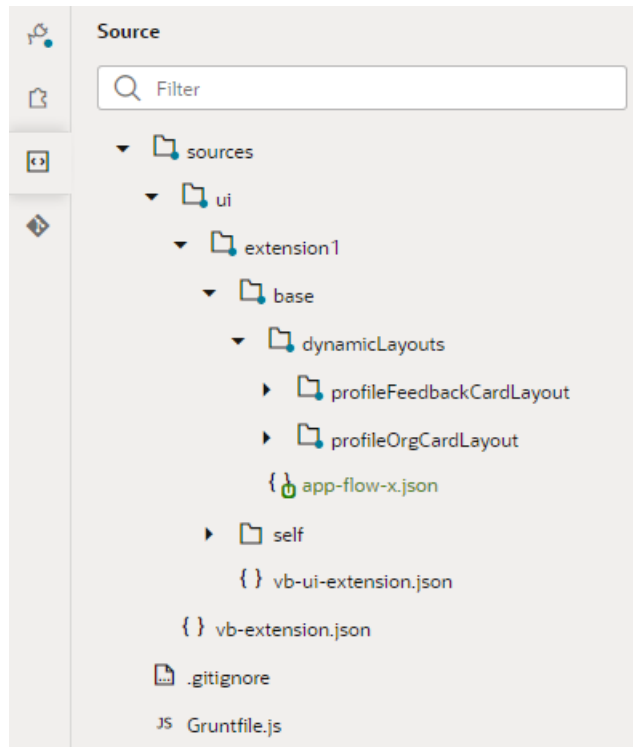 Source
Filter
sources
ui
extension1
base
dynamicLayouts
profileFeedbackCardLayout
profileOrgCardLayout
{ } app-flow-x.json
self
{ } vb-ui-extension.json
{ } vb-extension.json
.gitignore
JS Gruntfile.js